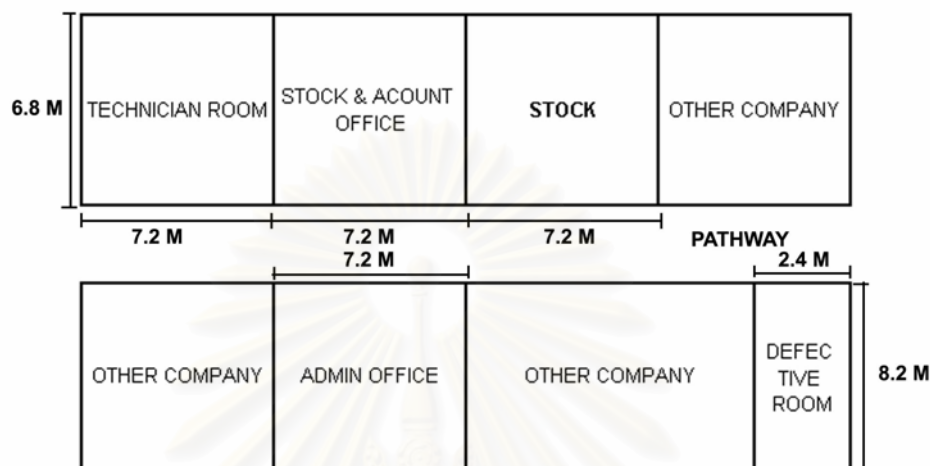 6.8 M
TECHNICIAN ROOM
STOCK & ACOUNT
OFFICE
STOCK
OTHER COMPANY
7.2 M
7.2 M
7.2 M
PATHWAY
7.2 M
2.4 M
OTHER COMPANY
ADMIN OFFICE
OTHER COMPANY
DEFEC
TIVE
ROOM
8.2 M